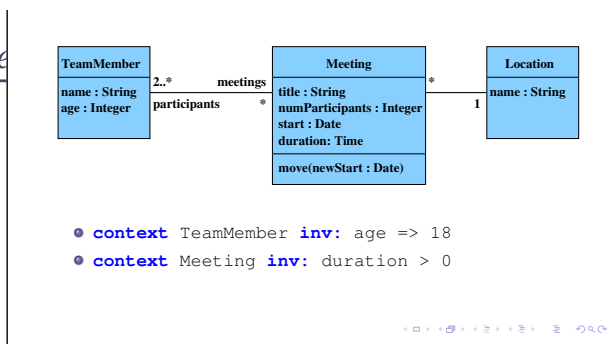 TeamMember
name : String
age : Integer
2..*
participants
meetings
*
Meeting
title : String
numParticipants : Integer
start : Date
duration: Time
move(newStart : Date)
*
1
Location
name : String
context TeamMember inv: age => 18
context Meeting inv: duration > 0